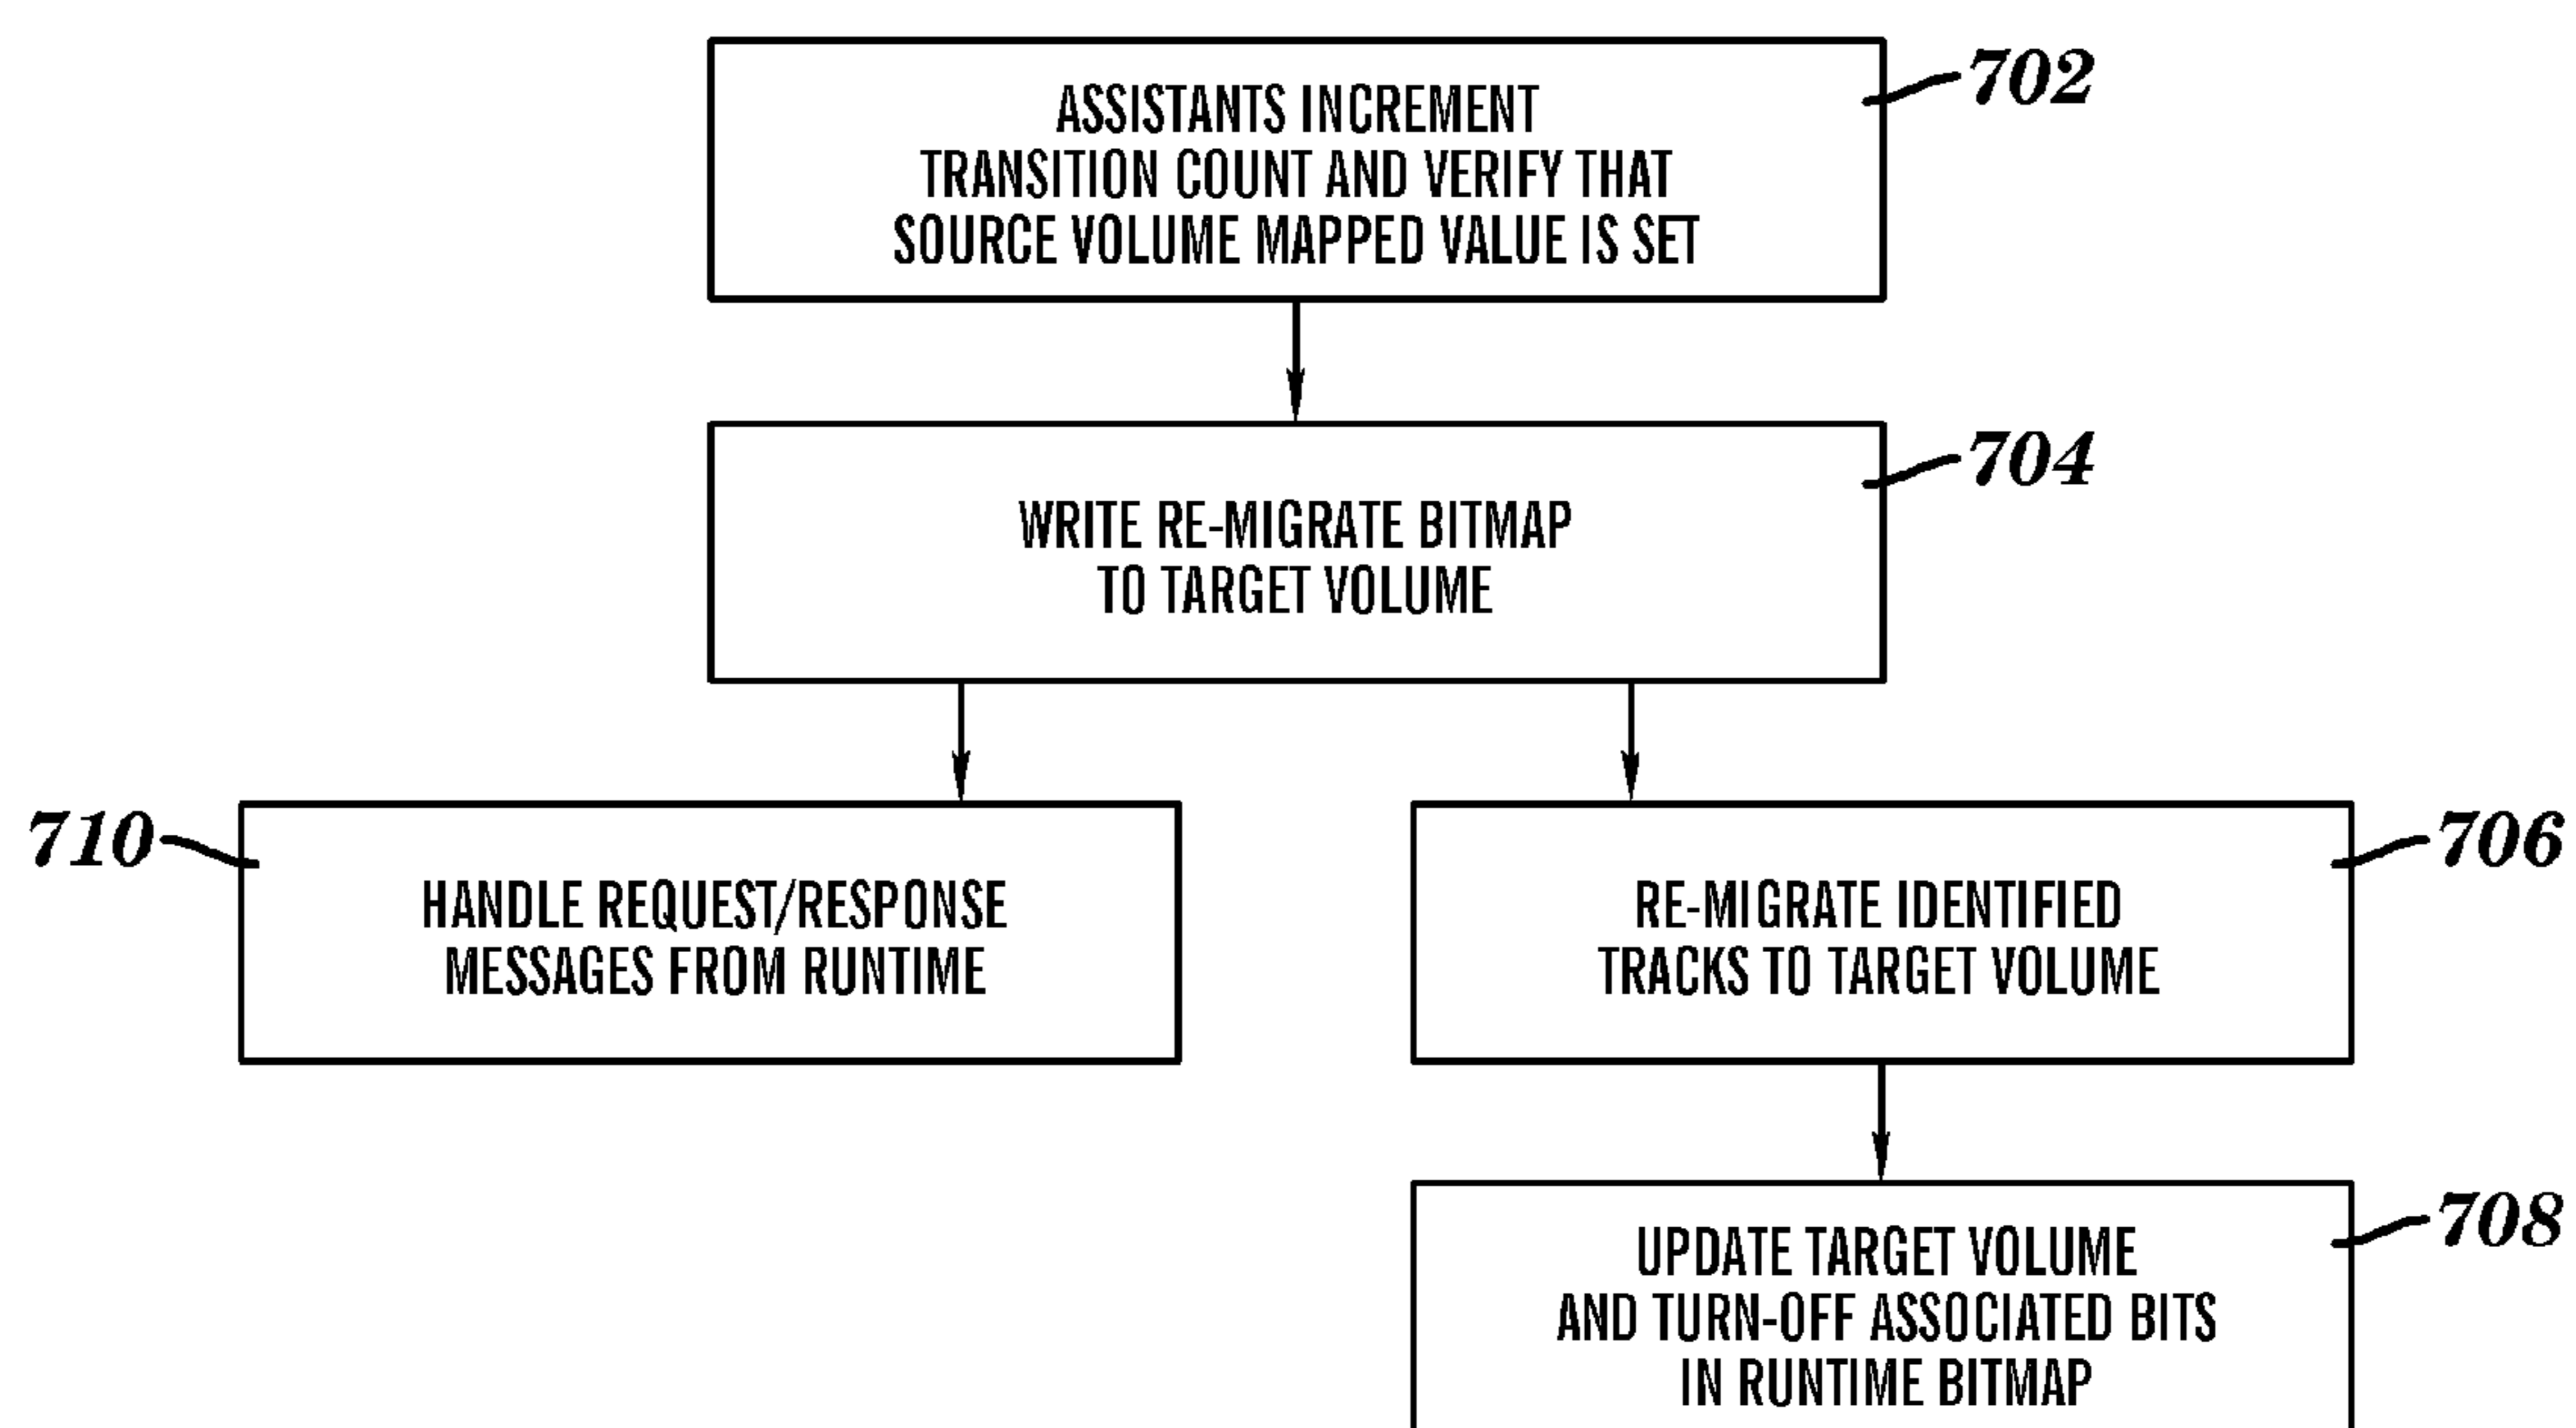 ASSISTANTS INCREMENT
TRANSITION COUNT AND VERIFY THAT
SOURCE VOLUME MAPPED VALUE IS SET
702
WRITE RE-MIGRATE BITMAP
TO TARGET VOLUME
704
710
HANDLE REQUEST/RESPONSE
MESSAGES FROM RUNTIME
RE-MIGRATE IDENTIFIED
TRACKS TO TARGET VOLUME
706
UPDATE TARGET VOLUME
AND TURN-OFF ASSOCIATED BITS
IN RUNTIME BITMAP
708